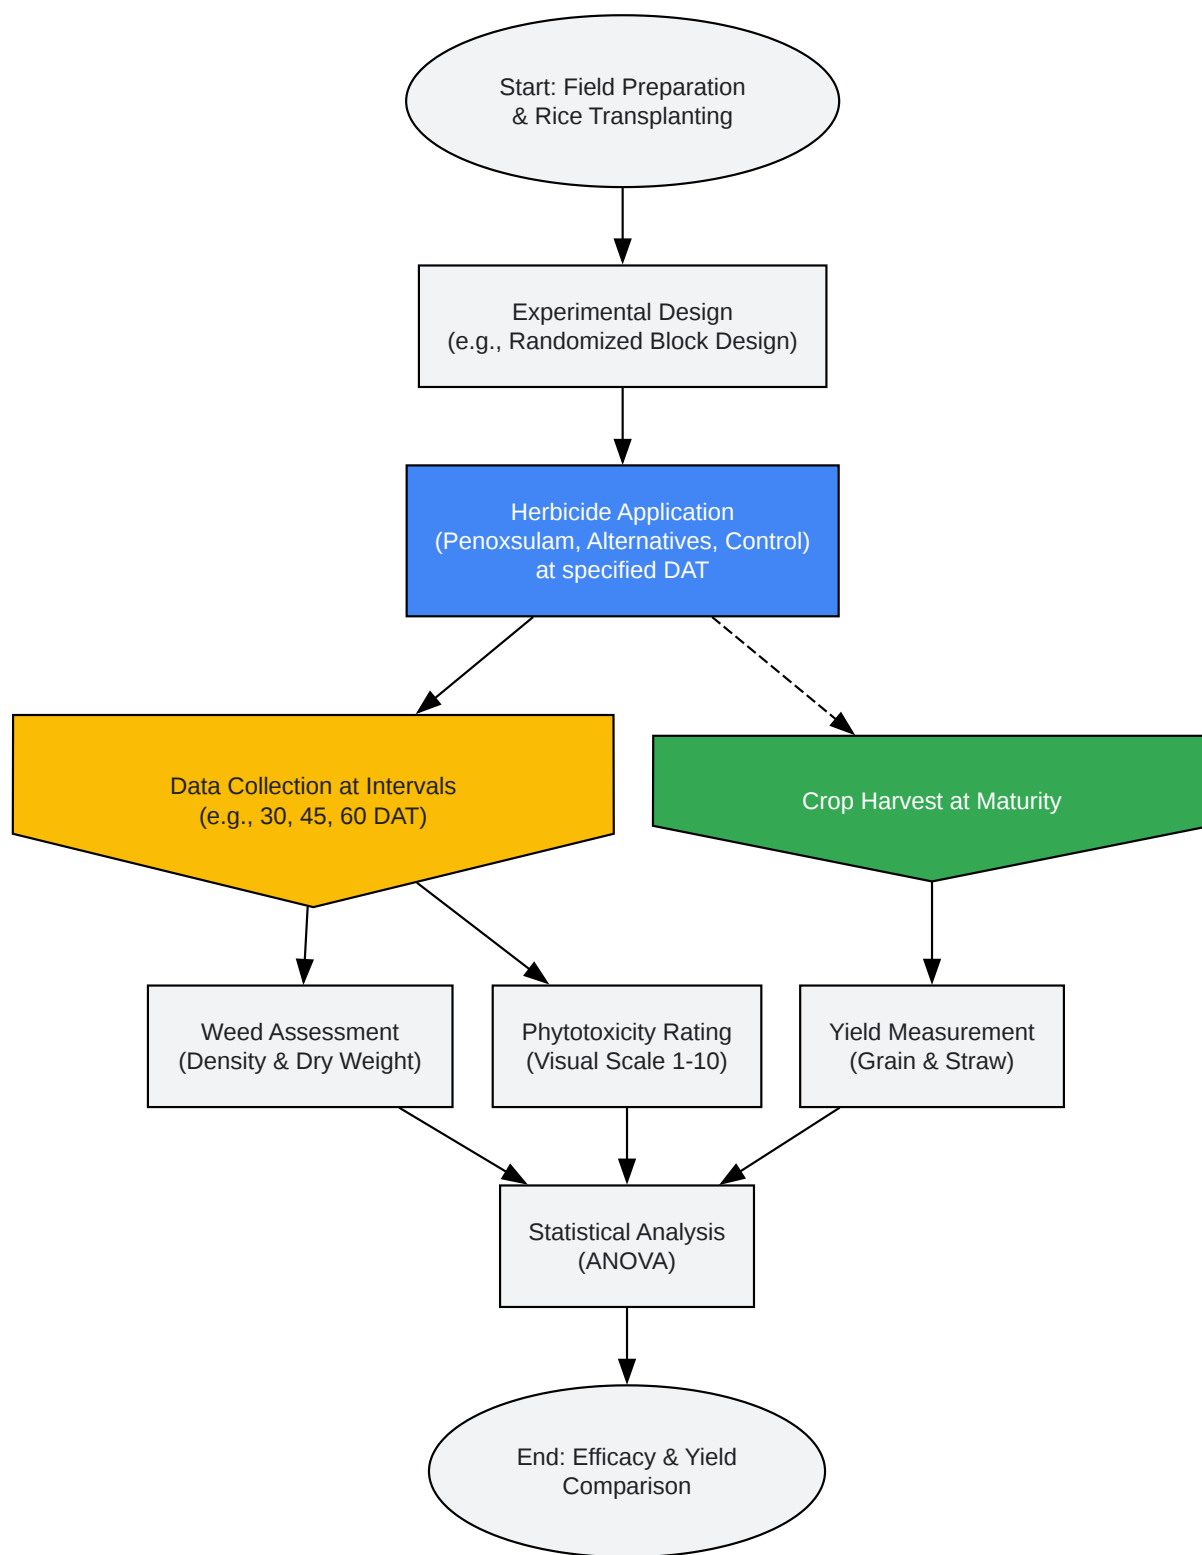 Start: Field Preparation
& Rice Transplanting
Experimental Design
(e.g., Randomized Block Design)
Herbicide Application
(Penoxsulam, Alternatives, Control)
at specified DAT
Data Collection at Intervals
(e.g., 30, 45, 60 DAT)
Crop Harvest at Maturity
Weed Assessment
(Density & Dry Weight)
Phytotoxicity Rating
(Visual Scale 1-10)
Yield Measurement
(Grain & Straw)
Statistical Analysis
(ANOVA)
End: Efficacy & Yield
Comparison